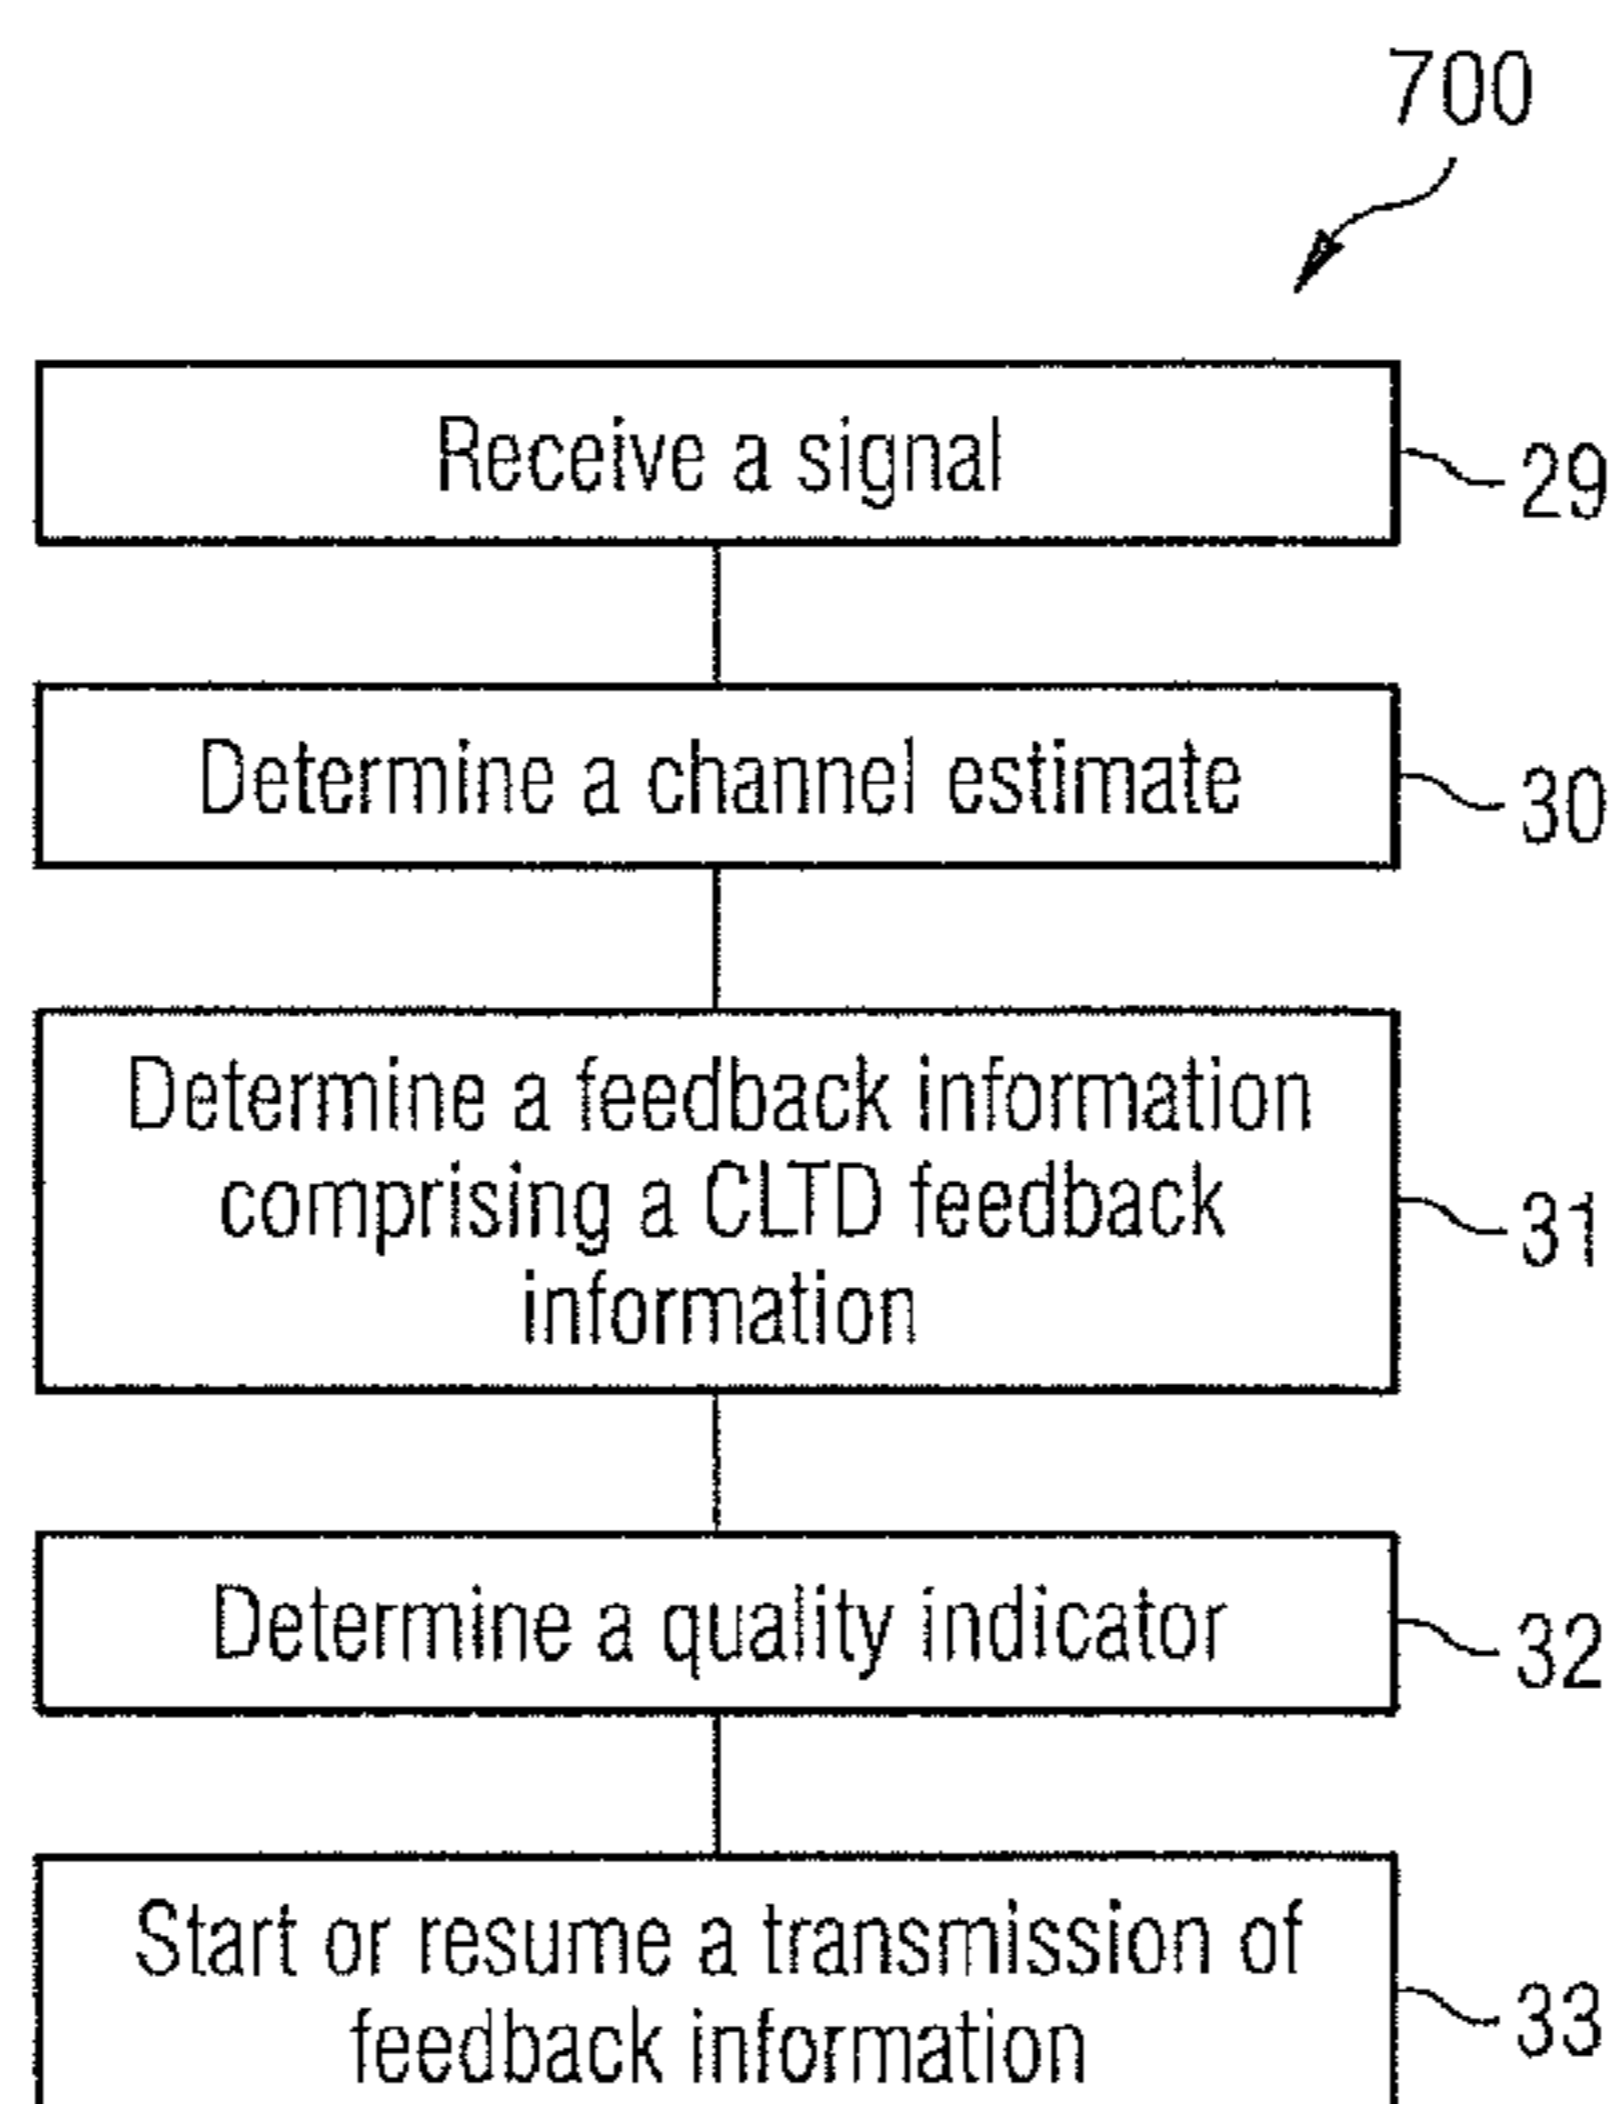 700
Receive a signal
29
Determine a channel estimate
30
Determine a feedback information
comprising a CLTD feedback
information
31
Determine a quality indicator
32
Start or resume a transmission of
feedback information
33